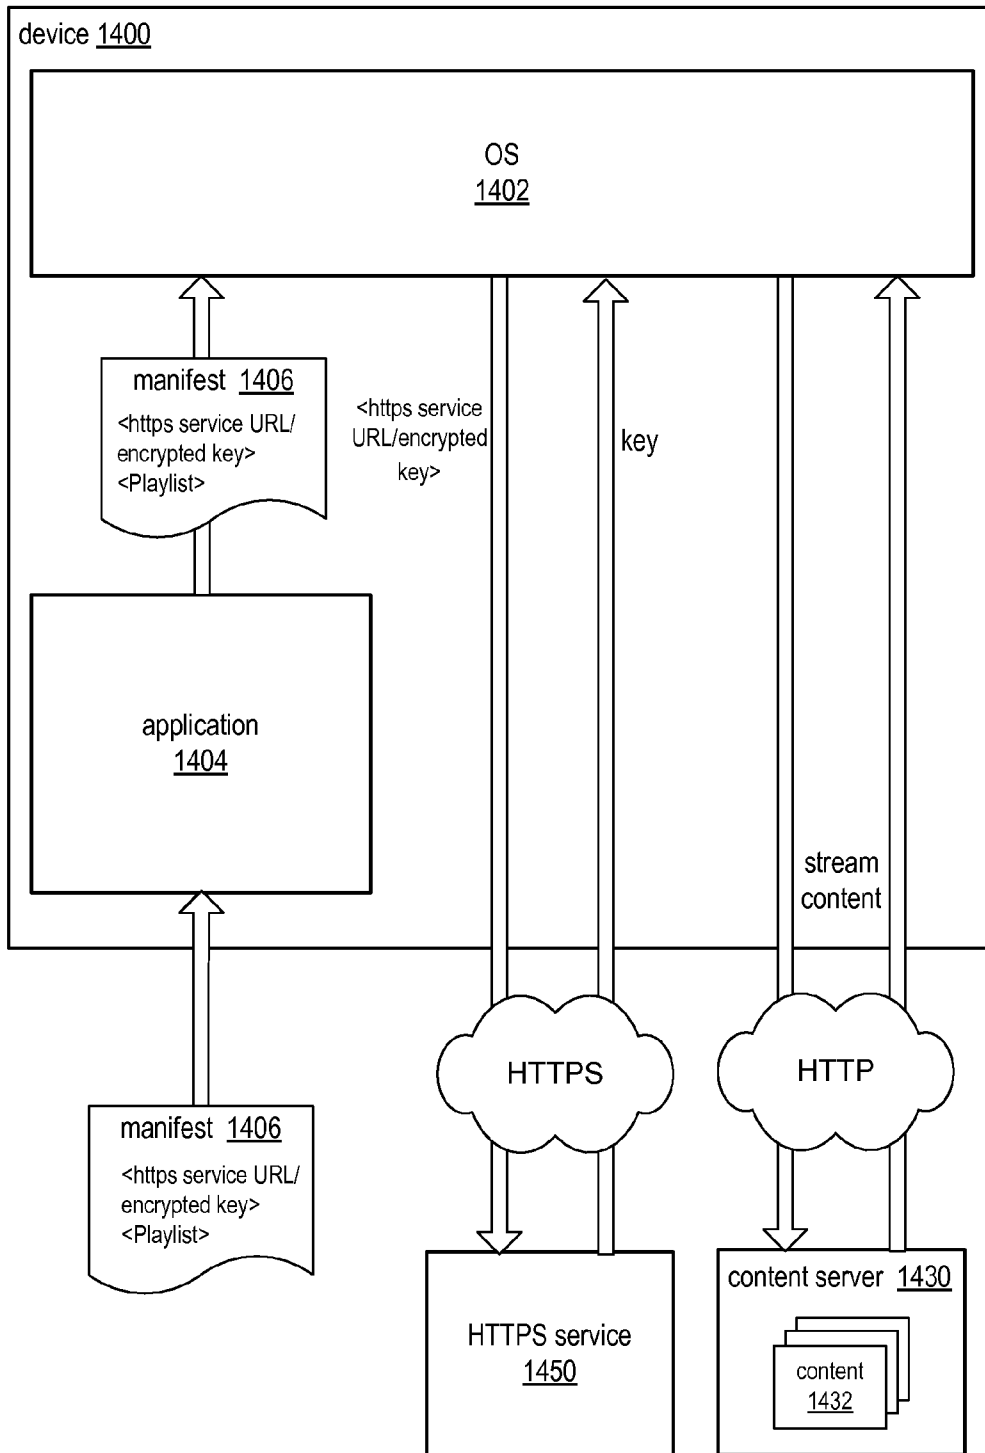 device 1400
OS
1402
manifest 1406
<https service URL/
encrypted key>
<Playlist>
<https service
URL/encrypted
key>
key
application
1404
stream
content
HTTPS
HTTP
manifest 1406
<https service URL/
encrypted key>
<Playlist>
HTTPS service
1450
content server 1430
content
1432